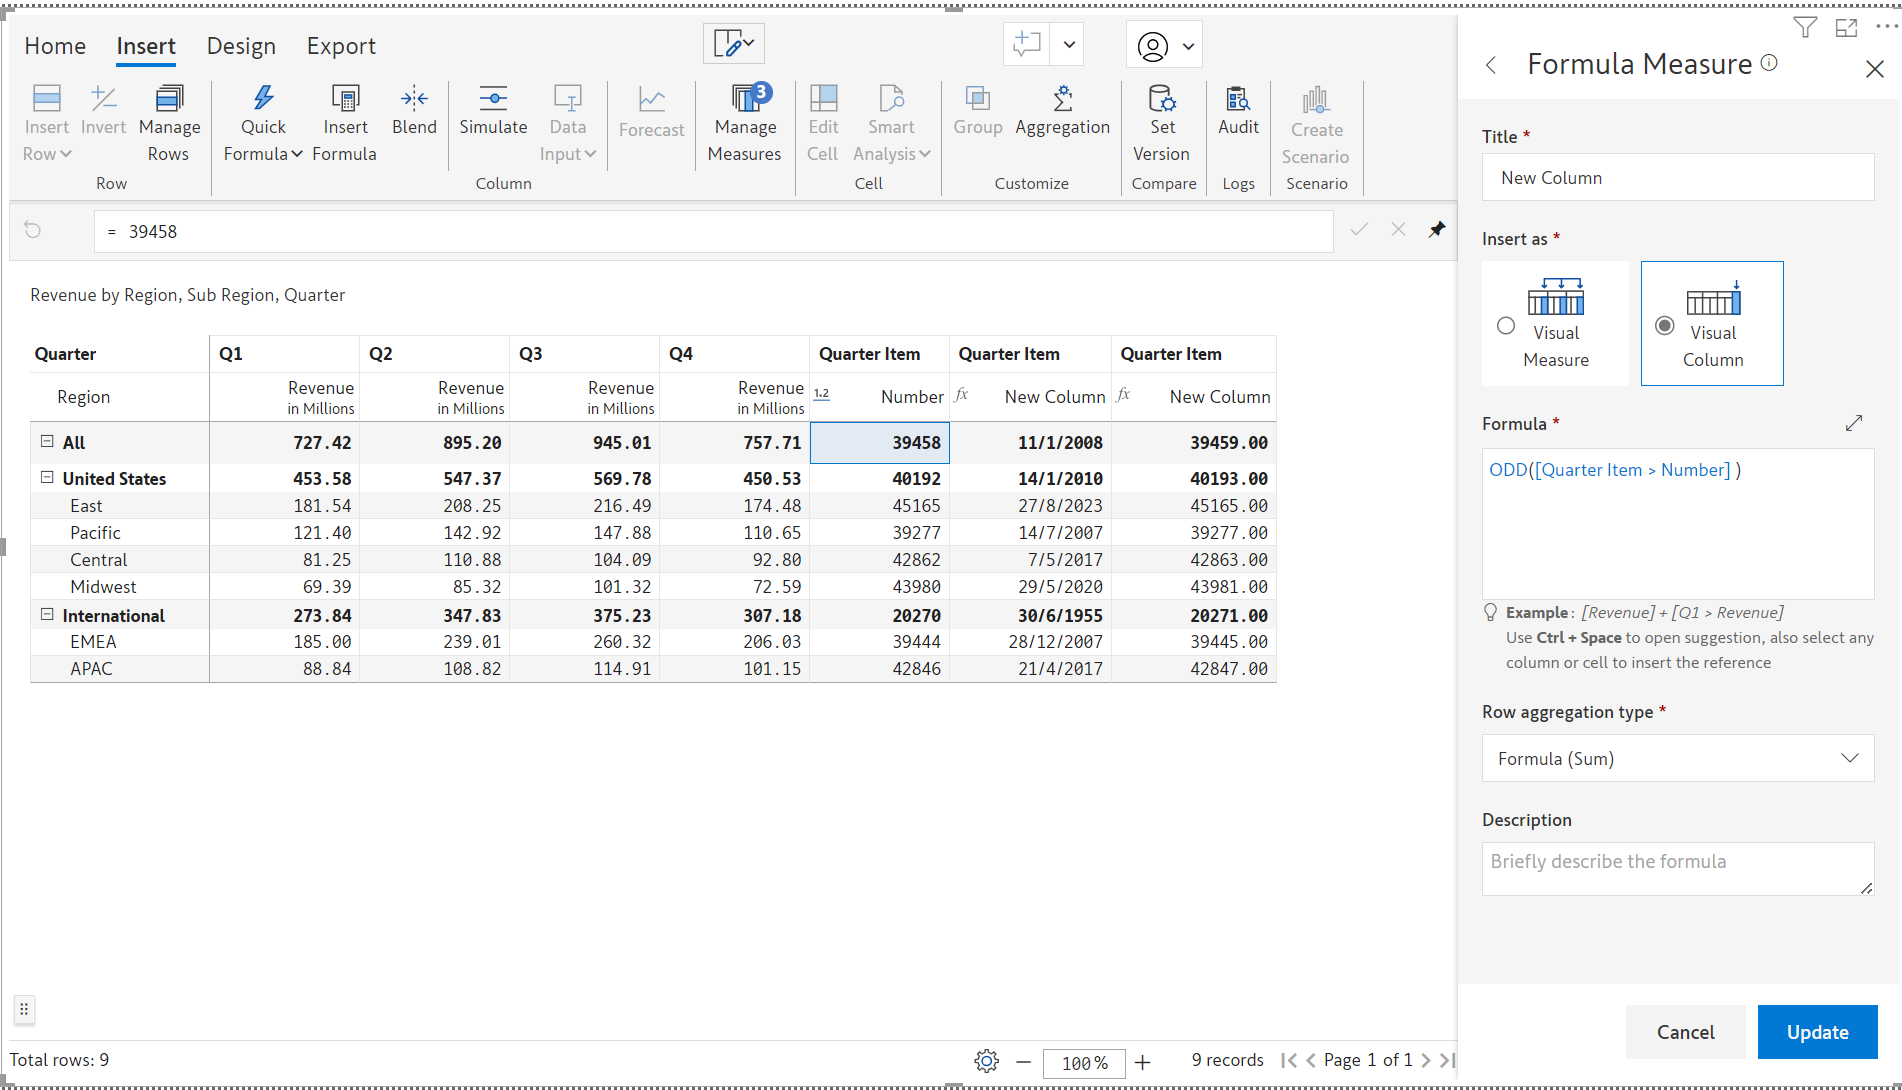 Home Insert Design Export
Insert Row
Invert
Manage Rows
Row
Quick Formula
Insert Formula
Blend
Simulate
Data Input
Column
Forecast
Manage Measures
3
Edit Cell
Smart Analysis
Cell
Group
Aggregation
Customize
Set Version
Compare
Audit
Logs
Create Scenario
Scenario
= 39458
Revenue by Region, Sub Region, Quarter
Quarter Q1 Q2 Q3 Q4 Quarter Item Quarter Item Quarter Item
Region Revenue in Millions Revenue in Millions Revenue in Millions Revenue in Millions 1.2 Number fx New Column fx New Column
All 727.42 895.20 945.01 757.71 39458 11/1/2008 39459.00
United States 453.58 547.37 569.78 450.53 40192 14/1/2010 40193.00
East 181.54 208.25 216.49 174.48 45165 27/8/2023 45165.00
Pacific 121.40 142.92 147.88 110.65 39277 14/7/2007 39277.00
Central 81.25 110.88 104.09 92.80 42862 7/5/2017 42863.00
Midwest 69.39 85.32 101.32 72.59 43980 29/5/2020 43981.00
International 273.84 347.83 375.23 307.18 20270 30/6/1955 20271.00
EMEA 185.00 239.01 260.32 206.03 39444 28/12/2007 39445.00
APAC 88.84 108.82 114.91 101.15 42846 21/4/2017 42847.00
Total rows: 9
100 %
9 records
Page 1 of 1
Formula Measure
Title *
New Column
Insert as *
Visual Measure
Visual Column
Formula *
ODD([Quarter Item > Number] )
Example: [Revenue] + [Q1 > Revenue]
Use Ctrl + Space to open suggestion, also select any
column or cell to insert the reference
Row aggregation type *
Formula (Sum)
Description
Briefly describe the formula
Cancel
Update